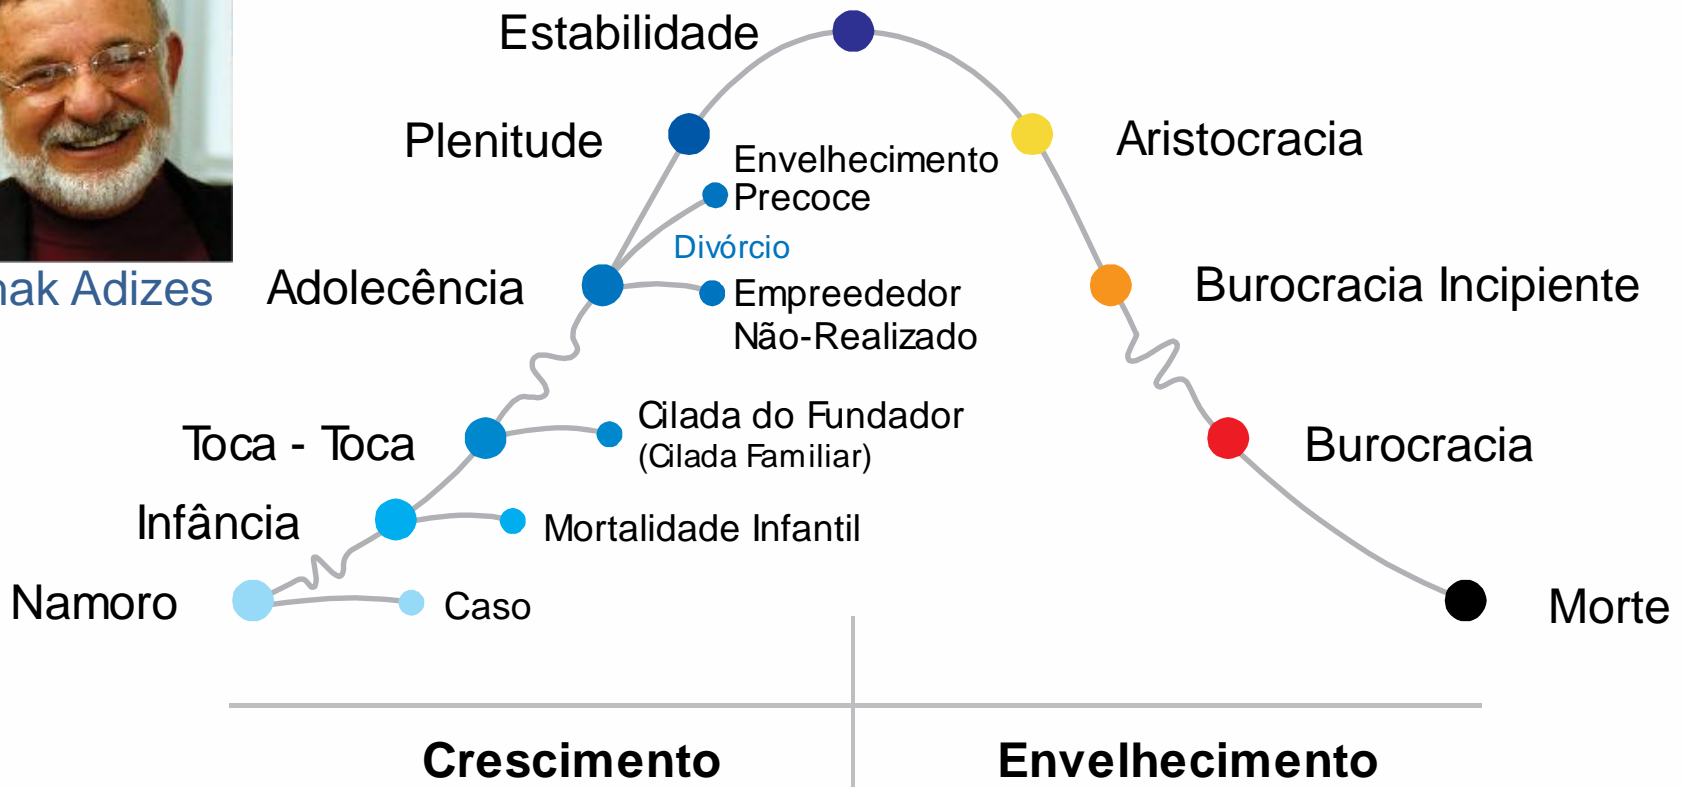 Estabilidade
Plenitude
Aristocracia
Envelhecimento
Precoce
Divórcio
nak Adizes
Adolecência
Empreededor
Não-Realizado
Burocracia Incipiente
Toca - Toca
Cilada do Fundador
(Cilada Familiar)
Burocracia
Infância
Mortalidade Infantil
Namoro
Caso
Morte
Crescimento
Envelhecimento